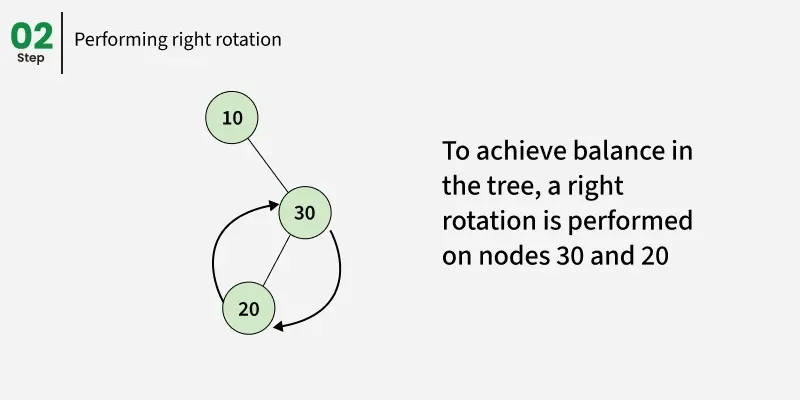 02
Step
Performing right rotation
10
30
20
To achieve balance in
the tree, a right
rotation is performed
on nodes 30 and 20